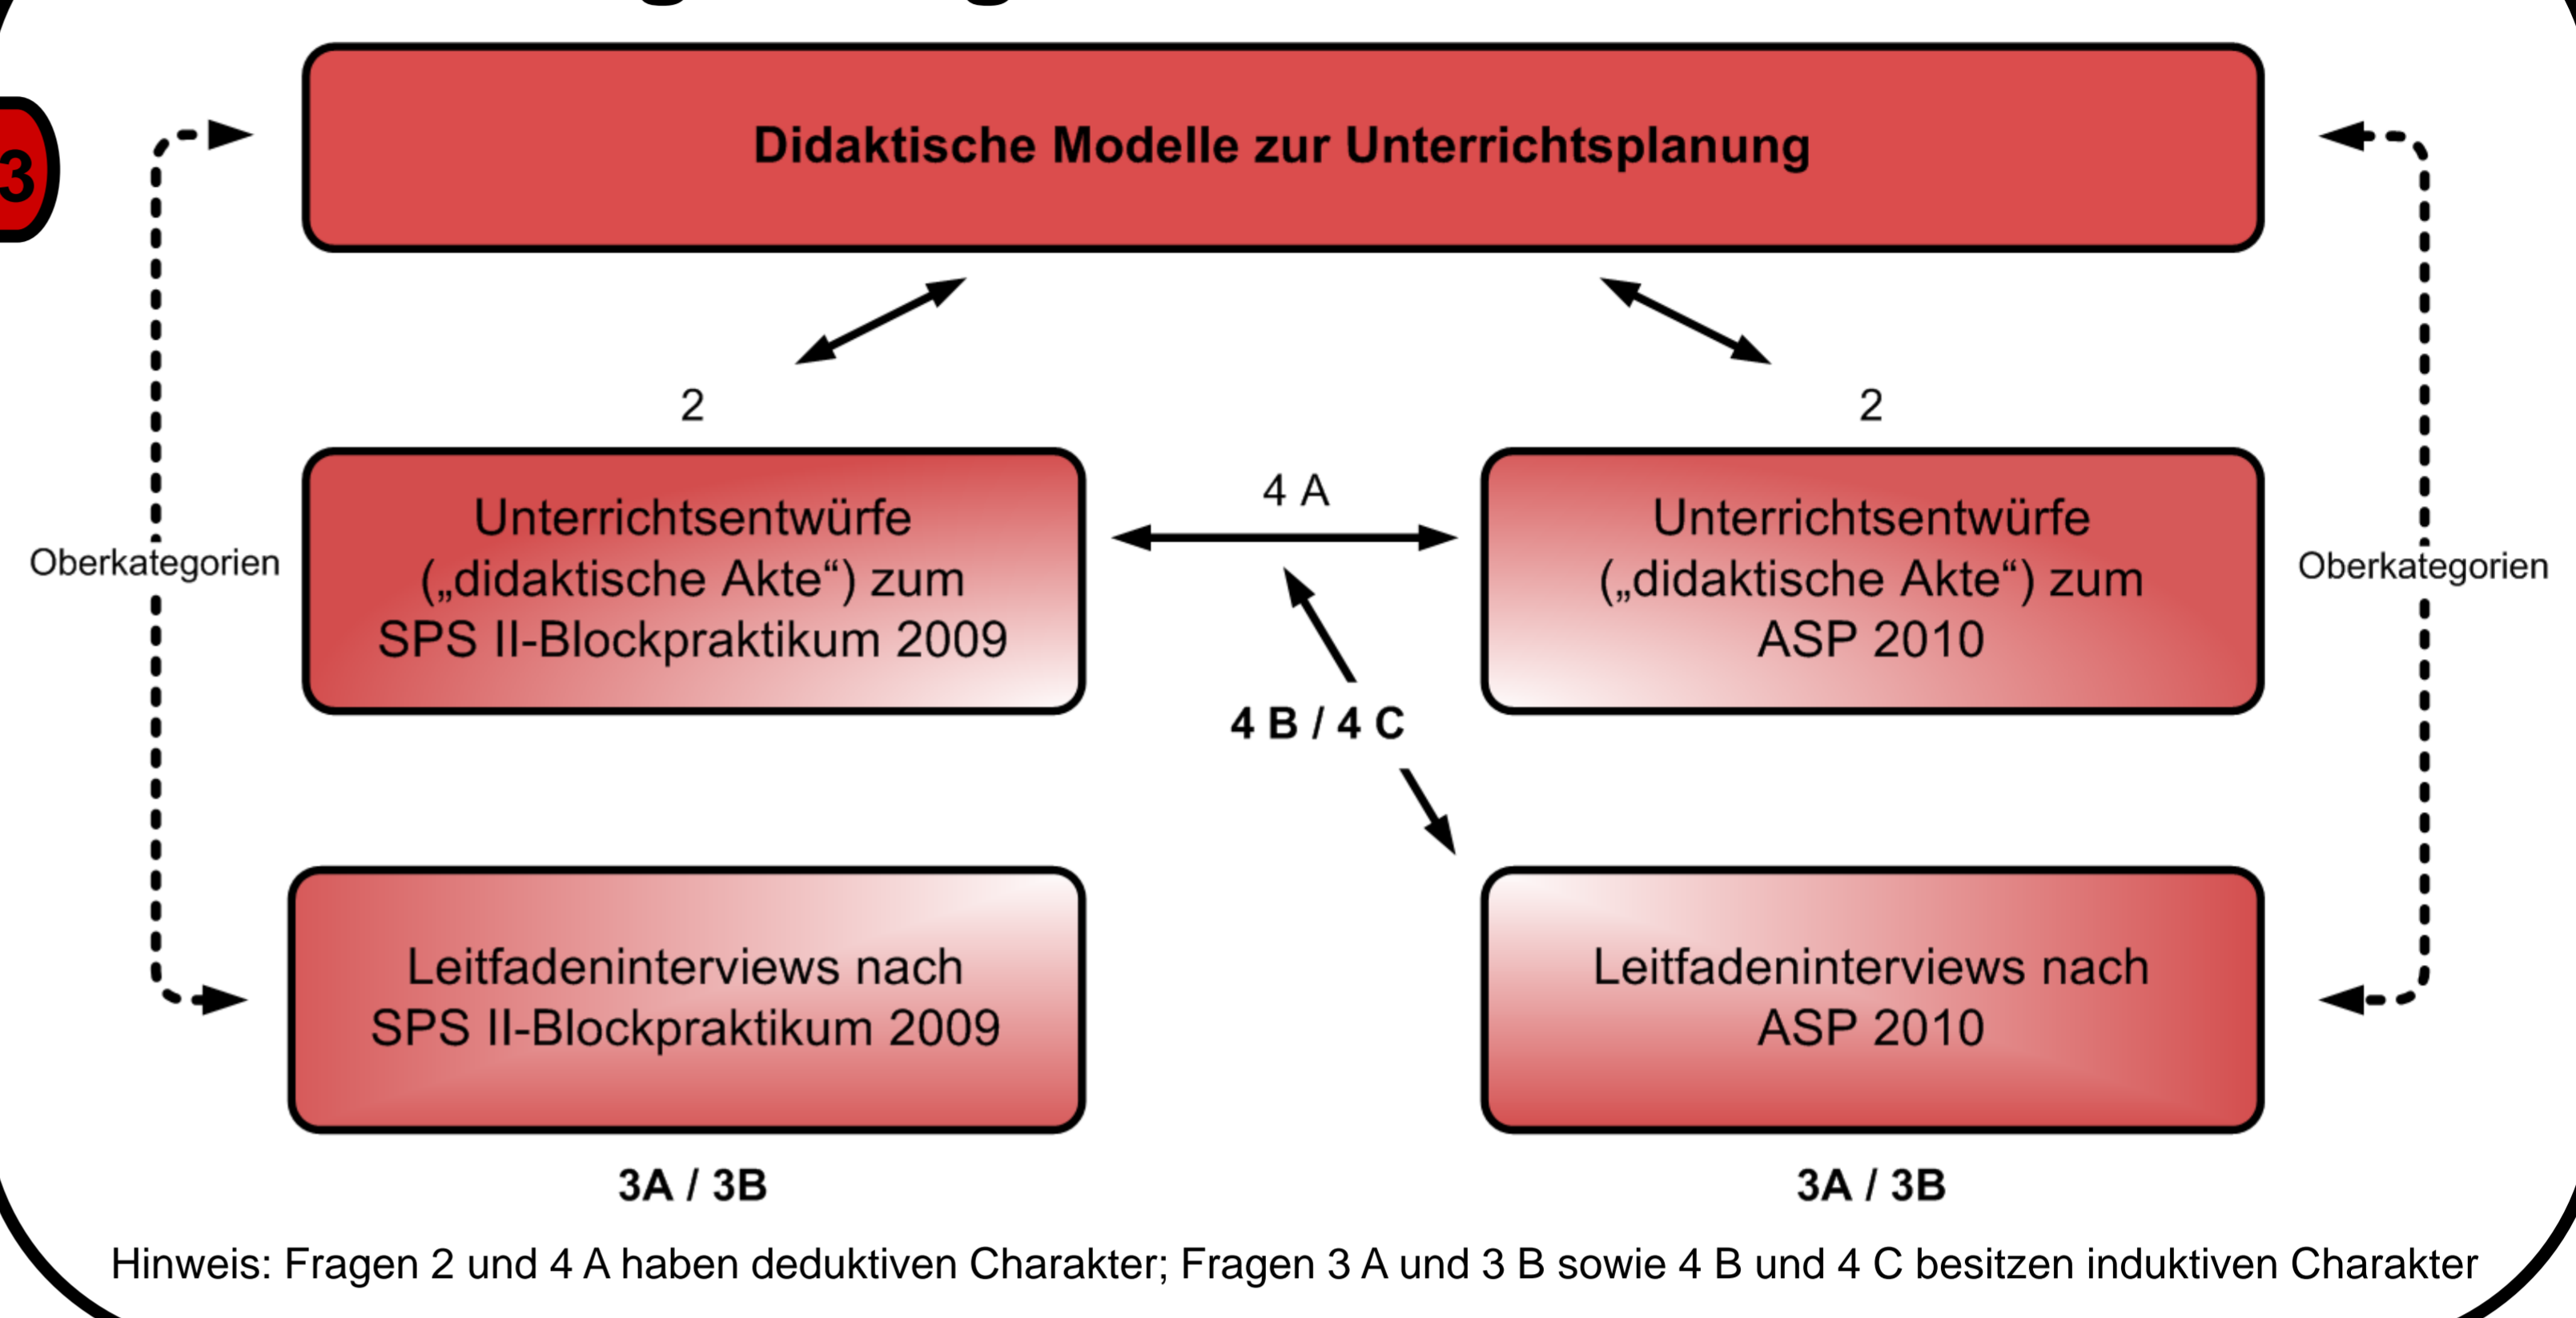 Didaktische Modelle zur Unterrichtsplanung
3
2
2
Unterrichtsentwürfe
(„didaktische Akte“) zum
SPS II-Blockpraktikum 2009
4 A
Unterrichtsentwürfe
(„didaktische Akte“) zum
ASP 2010
Oberkategorien
Oberkategorien
4 B / 4 C
Leitfadeninterviews nach
SPS II-Blockpraktikum 2009
Leitfadeninterviews nach
ASP 2010
3A / 3B
3A / 3B
Hinweis: Fragen 2 und 4 A haben deduktiven Charakter; Fragen 3 A und 3 B sowie 4 B und 4 C besitzen induktiven Charakter